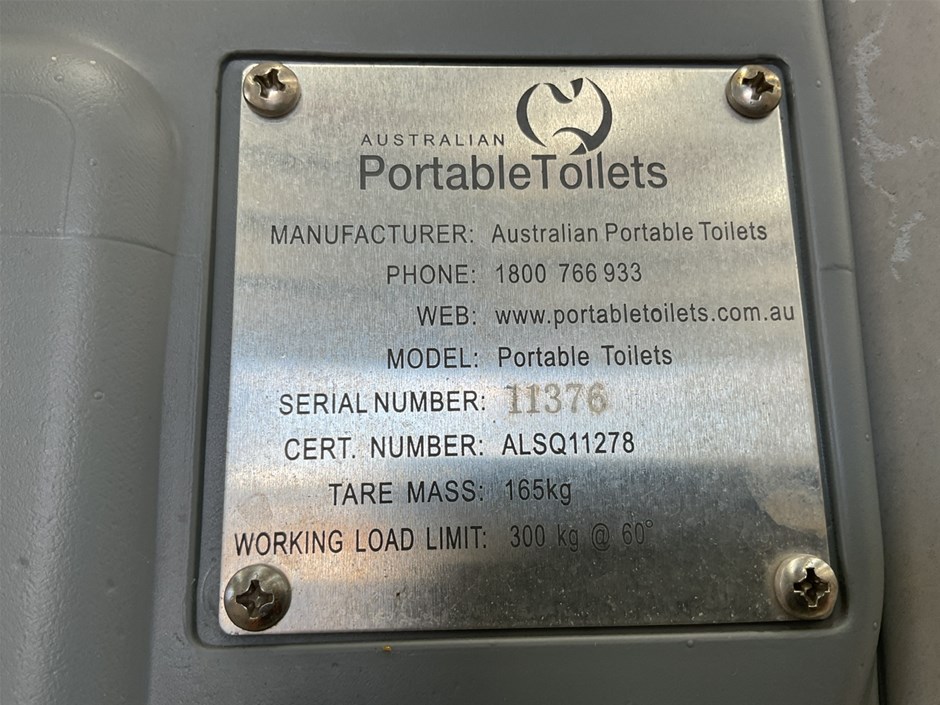 AUSTRALIAN
PortableToilets
MANUFACTURER: Australian Portable Toilets
PHONE: 1800 766 933
WEB: www.portabletoilets.com.au
MODEL: Portable Toilets
SERIAL NUMBER: 11376
CERT. NUMBER: ALSQ11278
TARE MASS: 165kg
WORKING LOAD LIMIT: 300 kg @ 60°